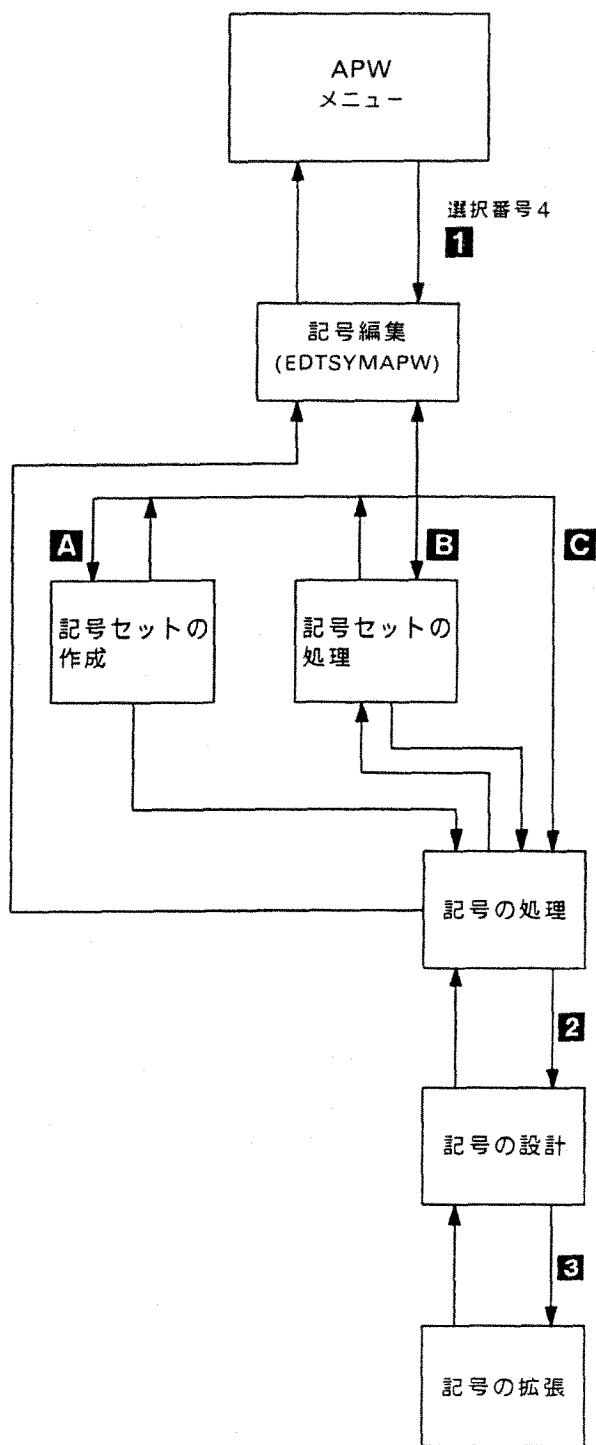 APW
メニュー
選択番号4
1
記号編集
(EDTSYMAPW)
A
B
C
記号セットの
作成
記号セットの
処理
記号の処理
2
記号の設計
3
記号の拡張